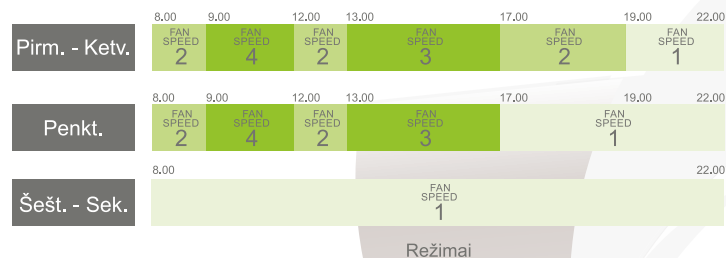 8.00 9.00 12.00 13.00 17.00 19.00 22.00
Pirm. - Ketv.
FAN SPEED 2 FAN SPEED 4 FAN SPEED 2 FAN SPEED 3 FAN SPEED 2 FAN SPEED 1
8.00 9.00 12.00 13.00 17.00 19.00 22.00
Penkt.
FAN SPEED 2 FAN SPEED 4 FAN SPEED 2 FAN SPEED 3 FAN SPEED 1
8.00 22.00
Šešt. - Sek.
FAN SPEED 1
Režimai